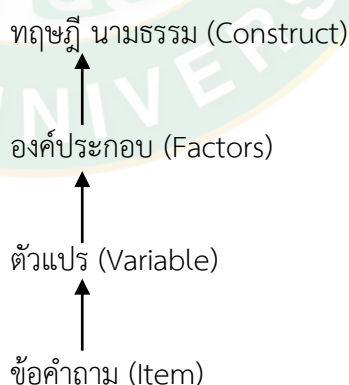 ทฤษฎี นามธรรม (Construct)
UNIVER
องค์ประกอบ (Factors)
ตัวแปร (Variable)
ข้อคำถาม (Item)